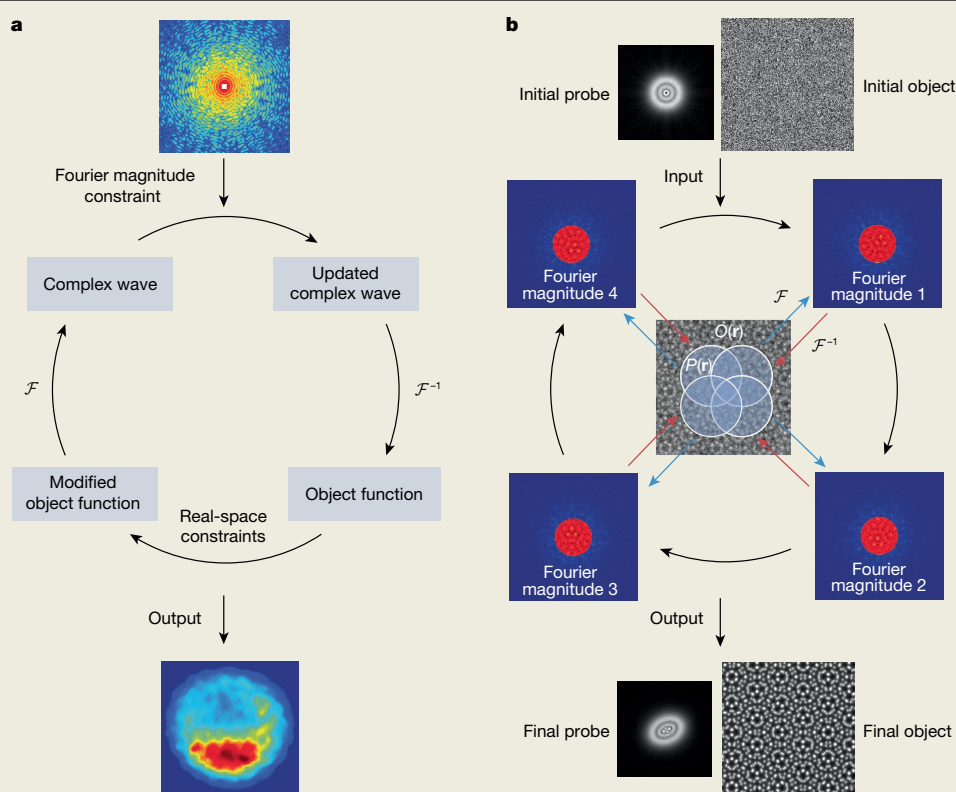 a
Fourier magnitude
constraint
Complex wave
Updated
complex wave
ℱ
ℱ⁻¹
Modified
object function
Object function
Real-space
constraints
Output
b
Initial probe
Initial object
Input
Fourier
magnitude 4
Fourier
magnitude 1
ℱ
ℱ⁻¹
O(r)
P(r)
Fourier
magnitude 3
Fourier
magnitude 2
Output
Final probe
Final object